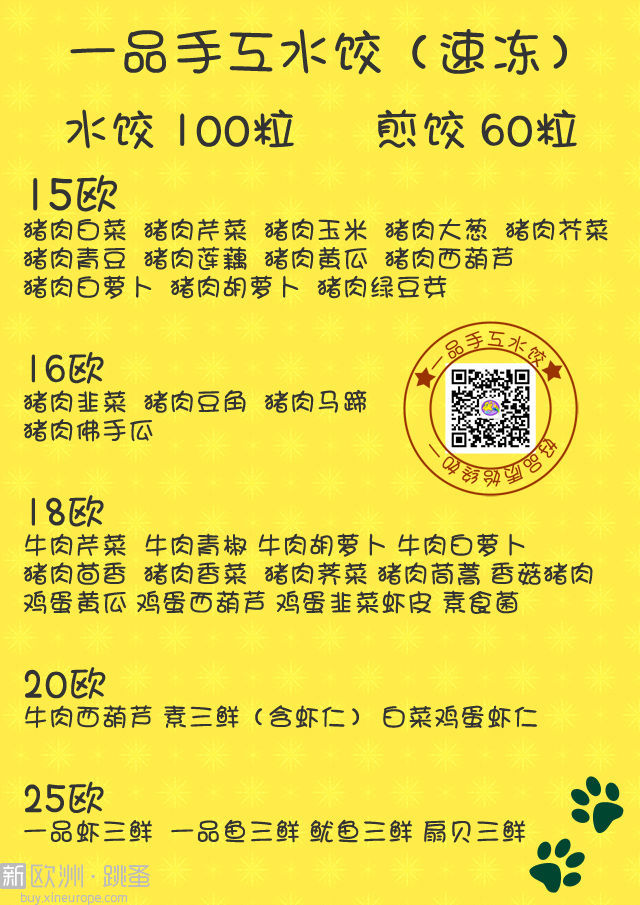 一品手工水饺（速冻）
水饺 100粒 煎饺 60粒
15欧
猪肉白菜 猪肉芹菜 猪肉玉米 猪肉大葱 猪肉芥菜
猪肉青豆 猪肉莲藕 猪肉黄瓜 猪肉西葫芦
猪肉白萝卜 猪肉胡萝卜 猪肉绿豆芽
16欧
猪肉韭菜 猪肉豆角 猪肉马蹄
猪肉佛手瓜
一品手工水饺
好品质始终如一
18欧
牛肉芹菜 牛肉青椒 牛肉胡萝卜 牛肉白萝卜
猪肉茴香 猪肉香菜 猪肉荠菜 猪肉茼蒿 香菇猪肉
鸡蛋黄瓜 鸡蛋西葫芦 鸡蛋韭菜虾皮 素食菌
20欧
牛肉西葫芦 素三鲜（含虾仁） 白菜鸡蛋虾仁
25欧
一品虾三鲜 一品鱼三鲜 鱿鱼三鲜 扇贝三鲜
新欧洲·跳蚤
buy.xineurope.com